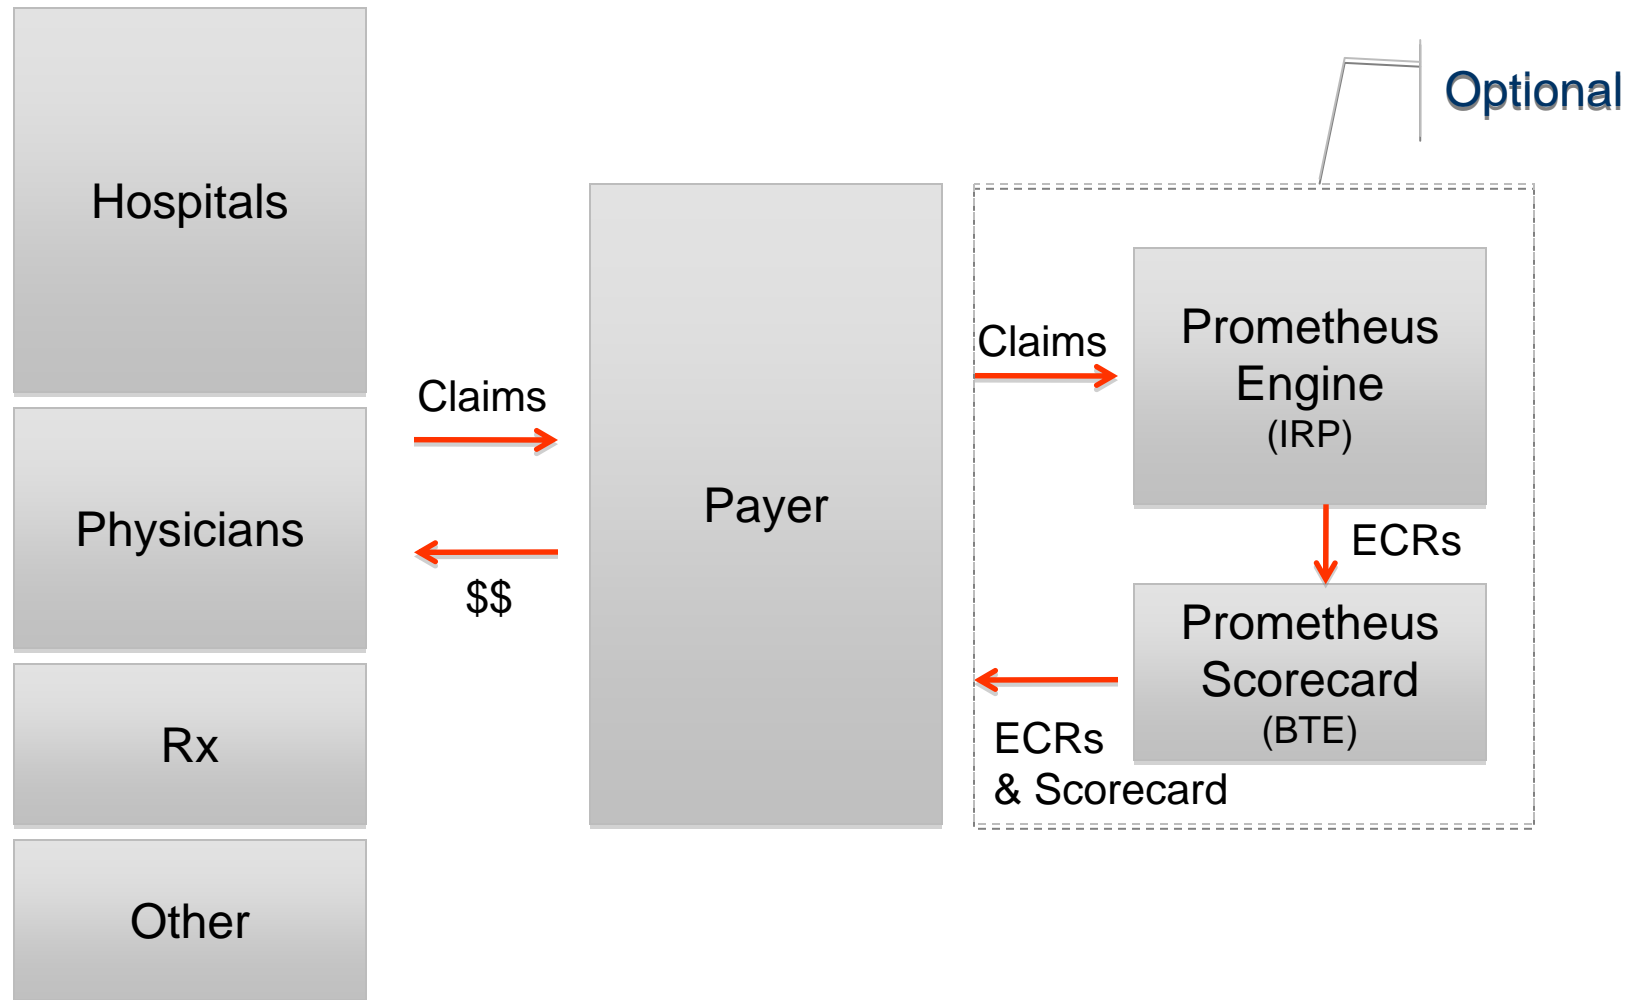 Optional
Hospitals
Claims
Prometheus
Engine
(IRP)
Claims
Payer
Physicians
ECRs
$$
Prometheus
Scorecard
(BTE)
Rx
ECRs
& Scorecard
Other